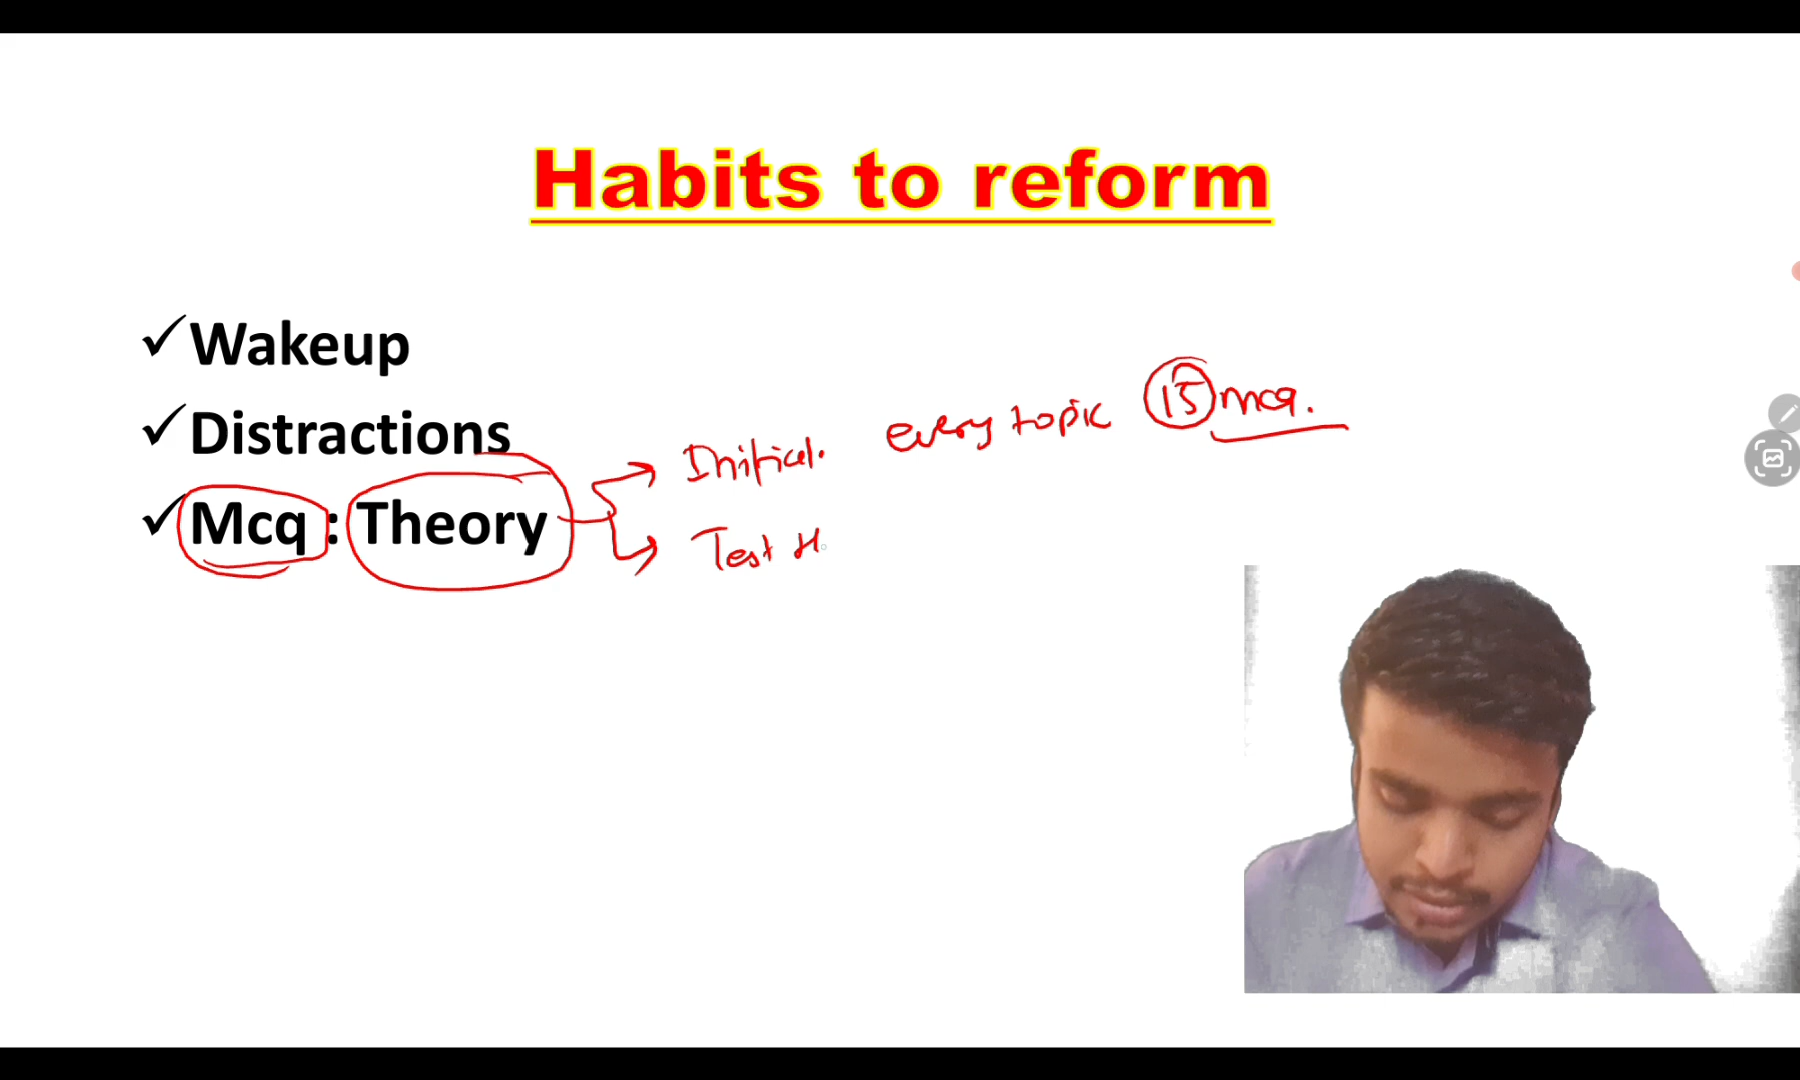 Habits to reform
✓Wakeup
✓Distractions
✓Mcq : Theory
Initial. every topic 15 mcq.
Test